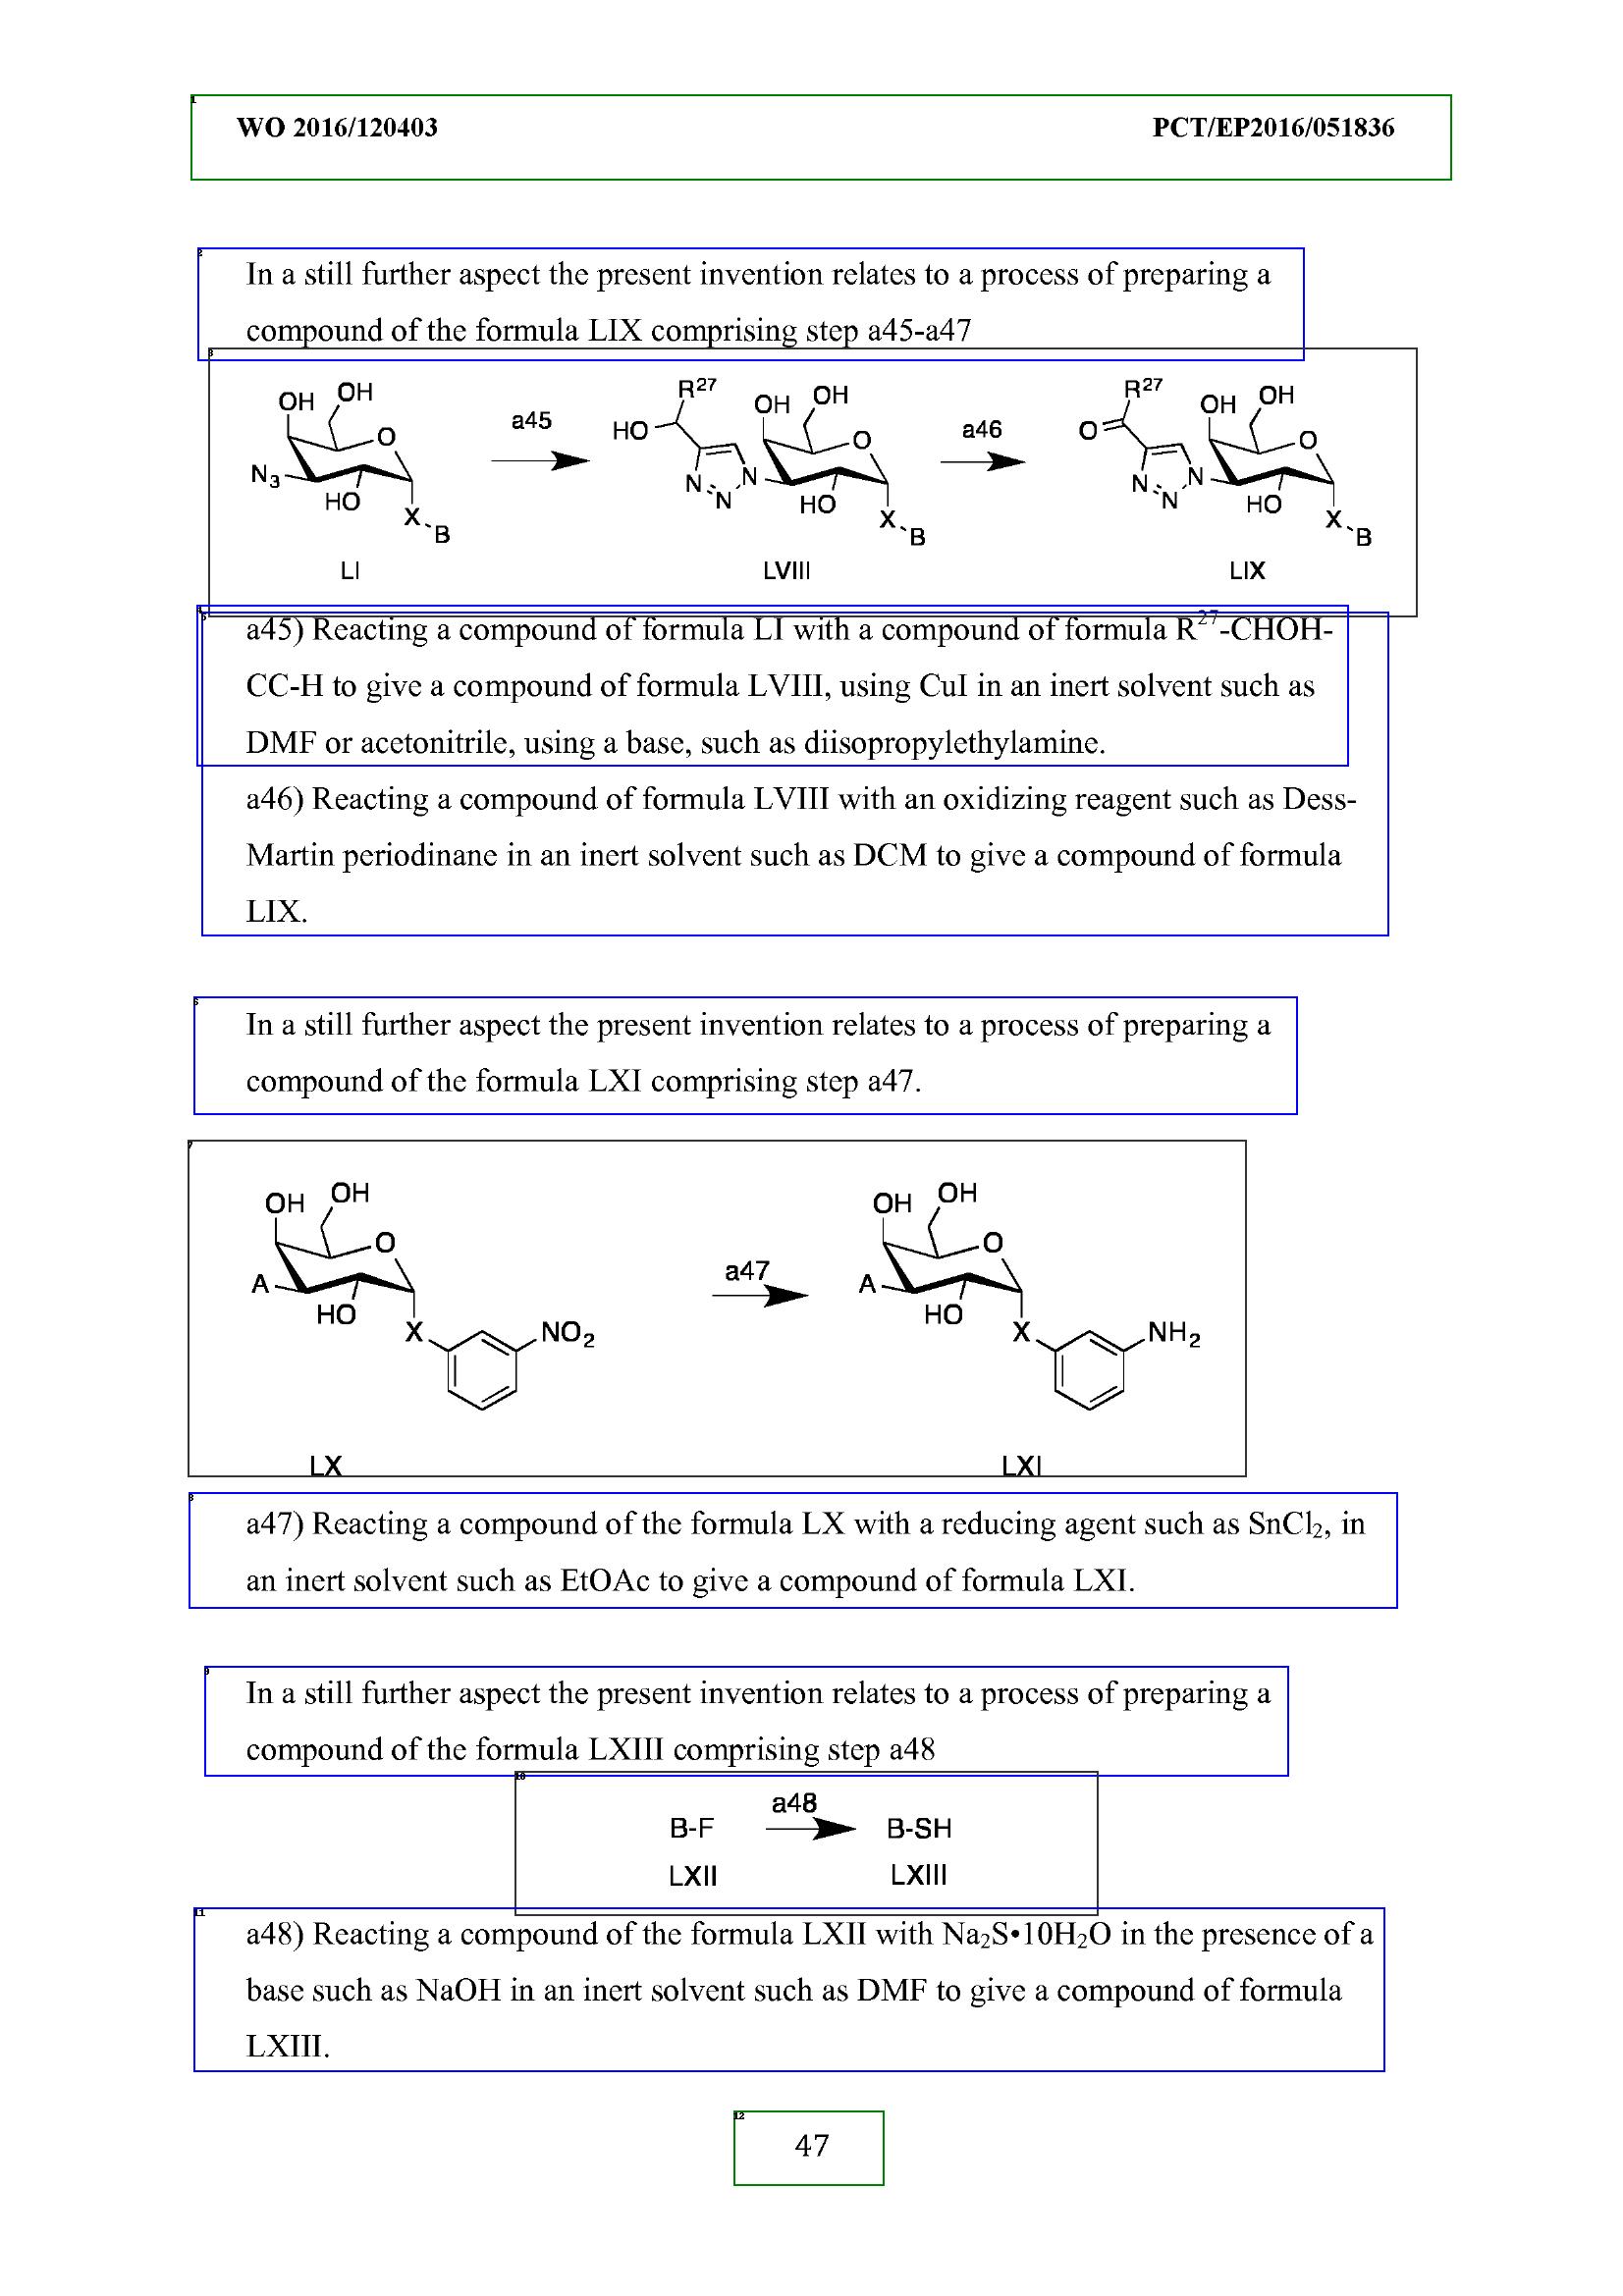 WO 2016/120403 PCT/EP2016/051836
In a still further aspect the present invention relates to a process of preparing a
compound of the formula LIX comprising step a45-a47
OH OH O N3 HO X B
a45
R27 HO OH OH O N N N HO X B
a46
R27 O OH OH O N N N HO X B
LI LVIII LIX
a45) Reacting a compound of formula LI with a compound of formula R27-CHOH-
CC-H to give a compound of formula LVIII, using CuI in an inert solvent such as
DMF or acetonitrile, using a base, such as diisopropylethylamine.
a46) Reacting a compound of formula LVIII with an oxidizing reagent such as Dess-
Martin periodinane in an inert solvent such as DCM to give a compound of formula
LIX.
In a still further aspect the present invention relates to a process of preparing a
compound of the formula LXI comprising step a47.
OH OH O A HO X NO2
a47
OH OH O A HO X NH2
LX LXI
a47) Reacting a compound of the formula LX with a reducing agent such as SnCl2, in
an inert solvent such as EtOAc to give a compound of formula LXI.
In a still further aspect the present invention relates to a process of preparing a
compound of the formula LXIII comprising step a48
a48
B-F B-SH
LXII LXIII
a48) Reacting a compound of the formula LXII with Na2S•10H2O in the presence of a
base such as NaOH in an inert solvent such as DMF to give a compound of formula
LXIII.
47